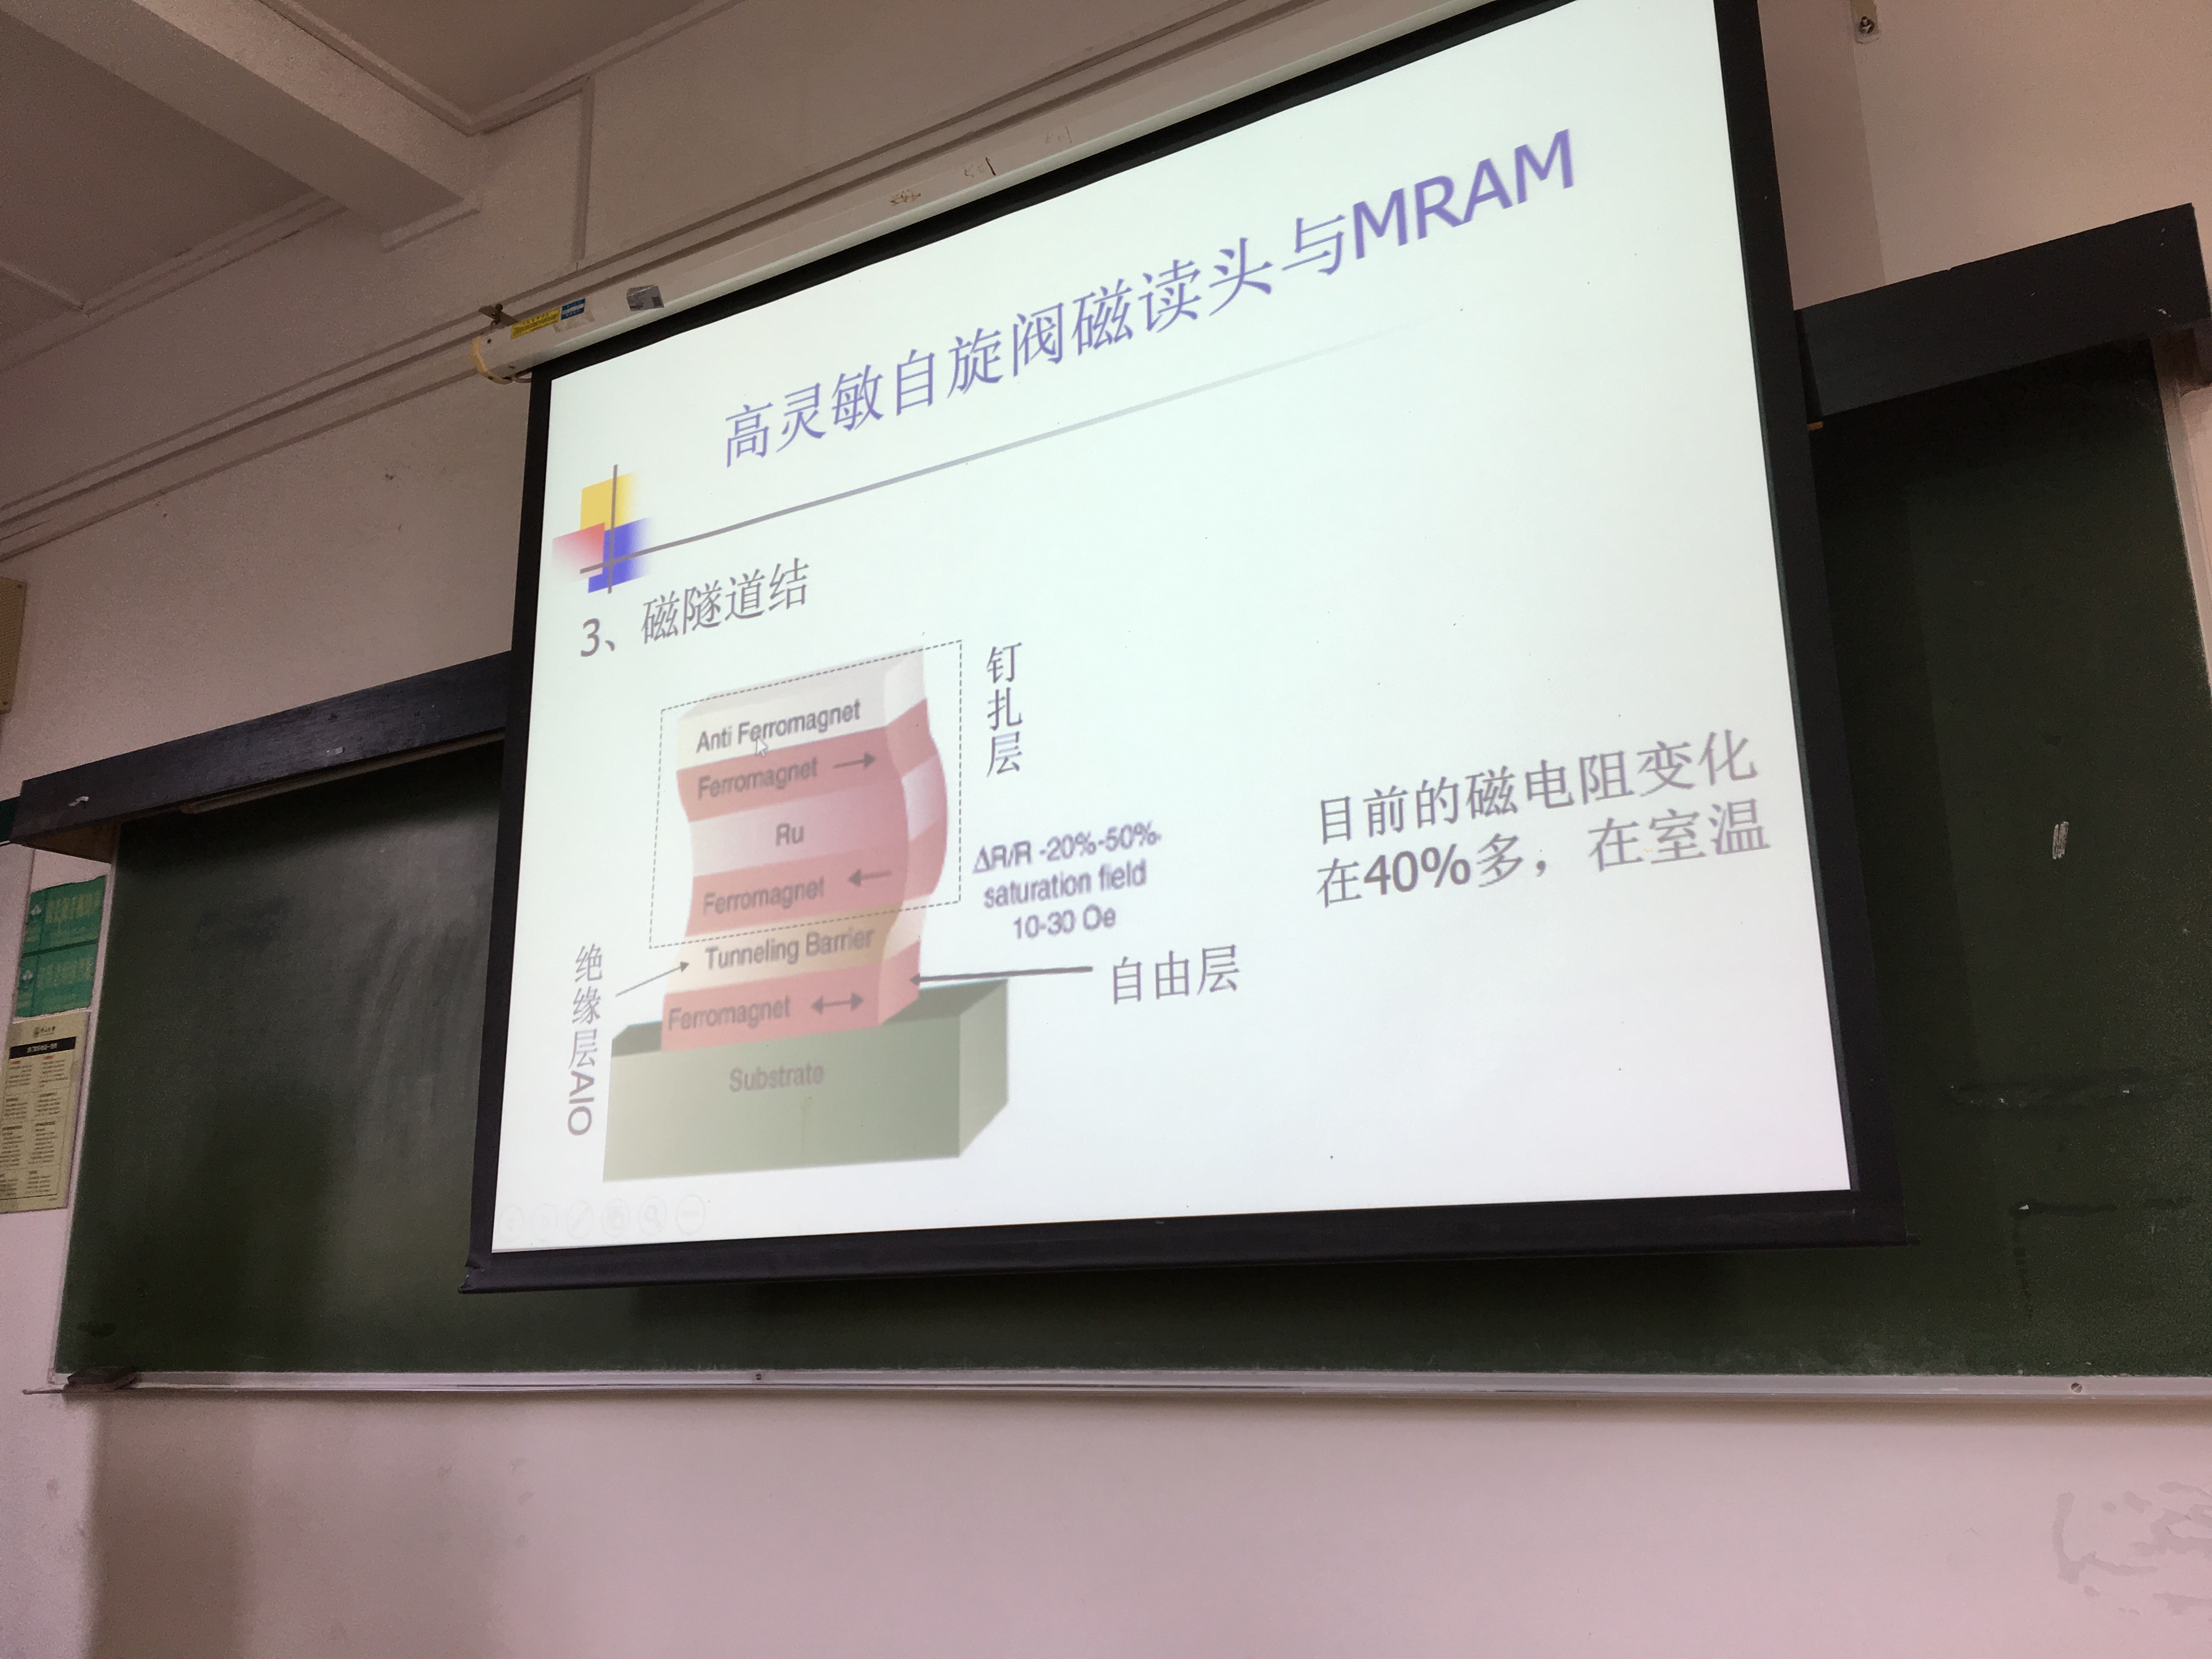 高灵敏自旋阀磁读头与MRAM
3、磁隧道结
Anti Ferromagnet
Ferromagnet
Ru
Ferromagnet
Tunneling Barrier
Ferromagnet
Substrate
钉扎层
ΔR/R -20%-50%
saturation field
10-30 Oe
绝缘层AlO
自由层
目前的磁电阻变化
在40%多，在室温